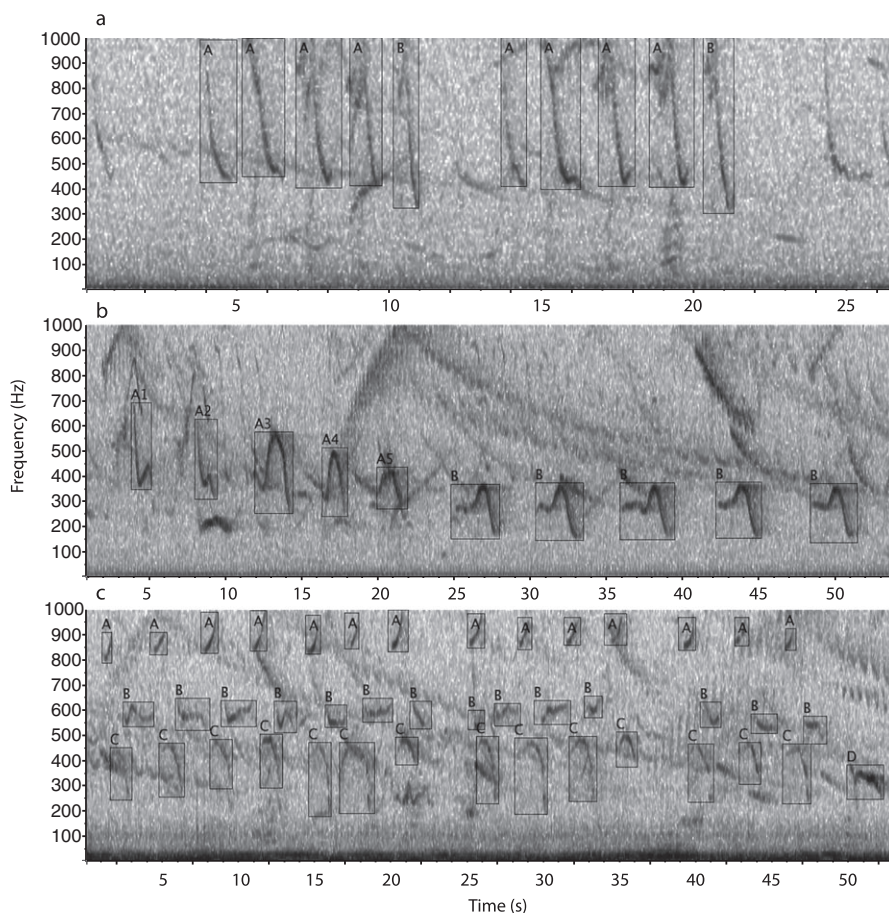 a
1000
900
800
700
600
500
400
300
200
100
A A A A B A A A A B
5 10 15 20 25
b
1000
900
800
700
600
500
400
300
200
100
A1 A2 A3 A4 A5 B B B B B
5 10 15 20 25 30 35 40 45 50
Frequency (Hz)
c
1000
900
800
700
600
500
400
300
200
100
A A A A A A A A A A A A A A
B B B B B B B B B B B B B B
C C C C C C C C C C C C C C D
5 10 15 20 25 30 35 40 45 50
Time (s)